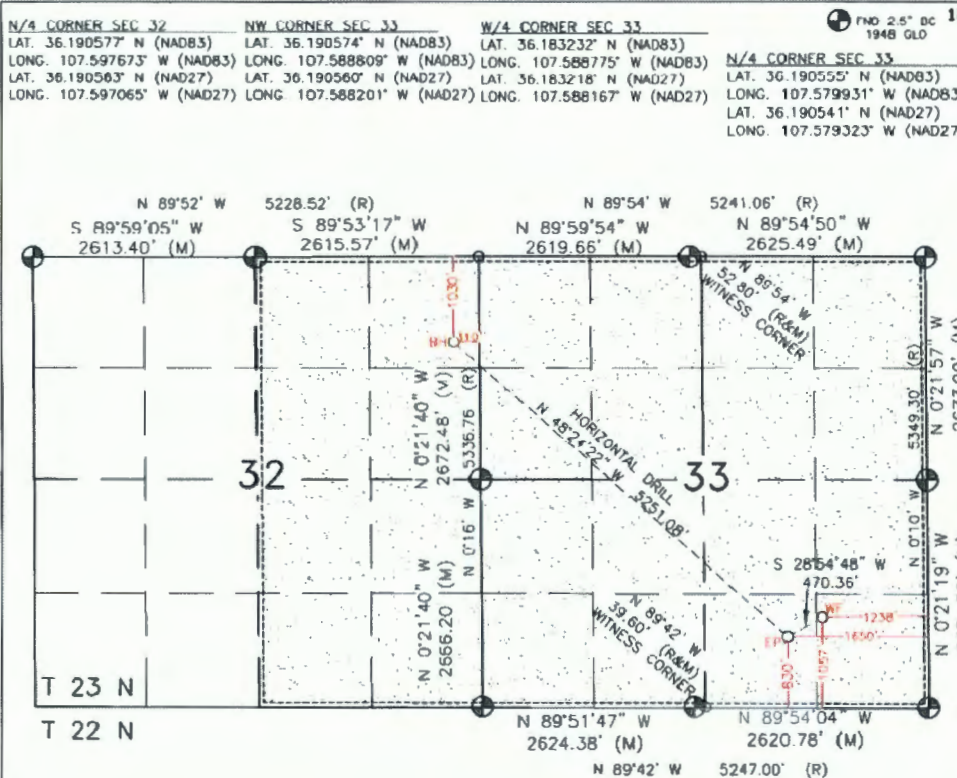 N/4 CORNER SEC 32
LAT. 36.190577° N (NAD83)
LONG. 107.597673° W (NAD83)
LAT. 36.190563° N (NAD27)
LONG. 107.597065° W (NAD27)
NW CORNER SEC 33
LAT. 36.190574° N (NAD83)
LONG. 107.588809° W (NAD83)
LAT. 36.190560° N (NAD27)
LONG. 107.588201° W (NAD27)
W/4 CORNER SEC 33
LAT. 36.183232° N (NAD83)
LONG. 107.588775° W (NAD83)
LAT. 36.183218° N (NAD27)
LONG. 107.588167° W (NAD27)
FND 2.5" BC
1948 GLO
N/4 CORNER SEC 33
LAT. 36.190555° N (NAD83)
LONG. 107.579931° W (NAD83
LAT. 36.190541° N (NAD27)
LONG. 107.579323° W (NAD27
N 89°52' W 5228.52' (R)
N 89°54' W 5241.06' (R)
S 89°59'05" W
2613.40' (M)
S 89°53'17" W
2615.57' (M)
N 89°59'54" W
2619.66' (M)
N 89°54'50" W
2625.49' (M)
N 89°54' W
52.80' (R&M)
WITNESS CORNER
1030'
BH
310'
N 0°21'40" W
2672.48' (M)
5336.76 (R)
N 0°16' W
N 0°21'40" W
2666.20 (M)
HORIZONTAL DRILL
N 48°24'22" W
5251.08'
32
33
5349.30' (R)
N 0°10' W
N 0°21'57" W
N 0°21'19" W
S 28°54'48" W
470.36'
WF
1238'
EP
1650'
830'
1057'
N 89°42' W
39.60' (R&M)
WITNESS CORNER
T 23 N
T 22 N
N 89°51'47" W
2624.38' (M)
N 89°54'04" W
2620.78' (M)
N 89°42' W 5247.00' (R)